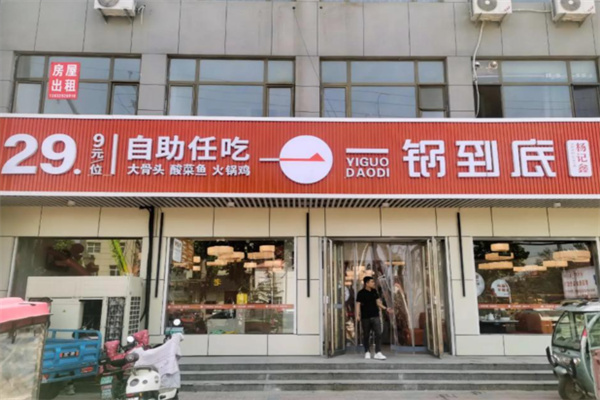 房屋
出租
29.9元/位
自助任吃
大骨头 酸菜鱼 火锅鸡
YIGUO
DAODI
一锅到底
杨记鑫